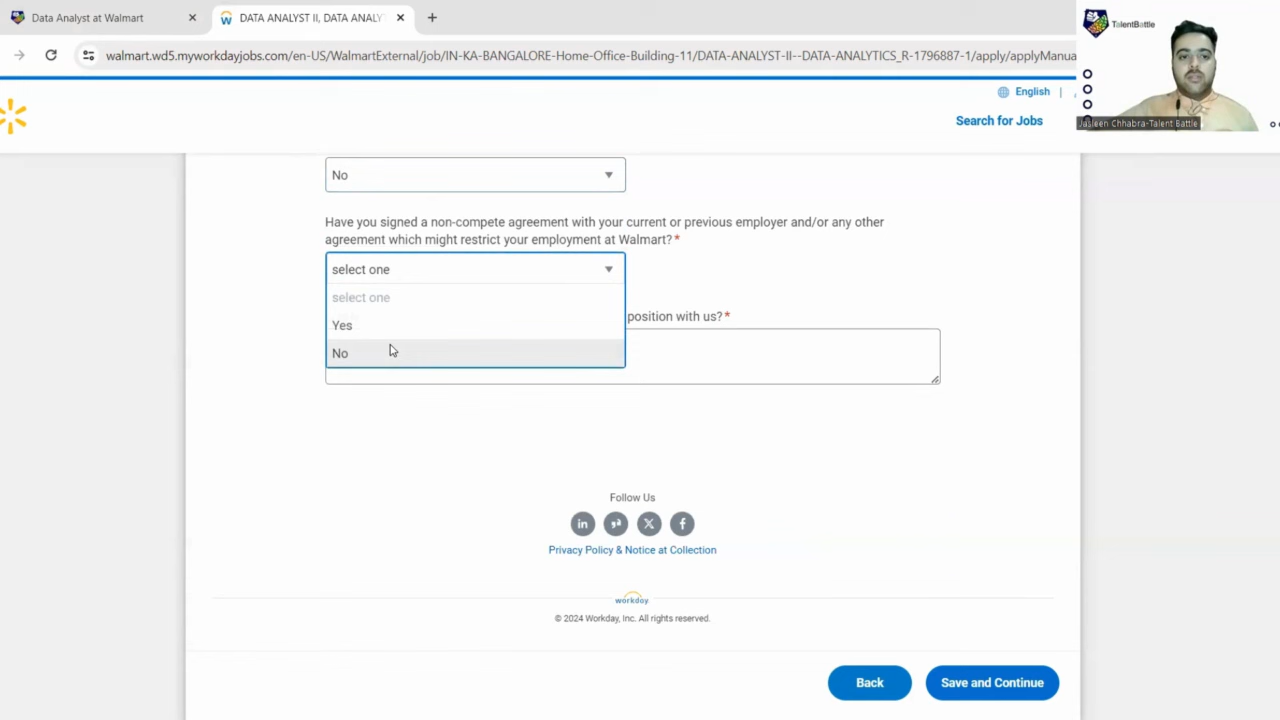 Data Analyst at Walmart
DATA ANALYST II, DATA ANALY
TalentBattle
walmart.wd5.myworkdayjobs.com/en-US/WalmartExternal/job/IN-KA-BANGALORE-Home-Office-Building-11/DATA-ANALYST-II--DATA-ANALYTICS_R-1796887-1/apply/applyManua
English
Search for Jobs
Jasleen Chhabra-Talent Battle
No
Have you signed a non-compete agreement with your current or previous employer and/or any other
agreement which might restrict your employment at Walmart?*
select one
select one
position with us?*
Yes
No
Follow Us
Privacy Policy & Notice at Collection
workday.
© 2024 Workday, Inc. All rights reserved.
Back
Save and Continue